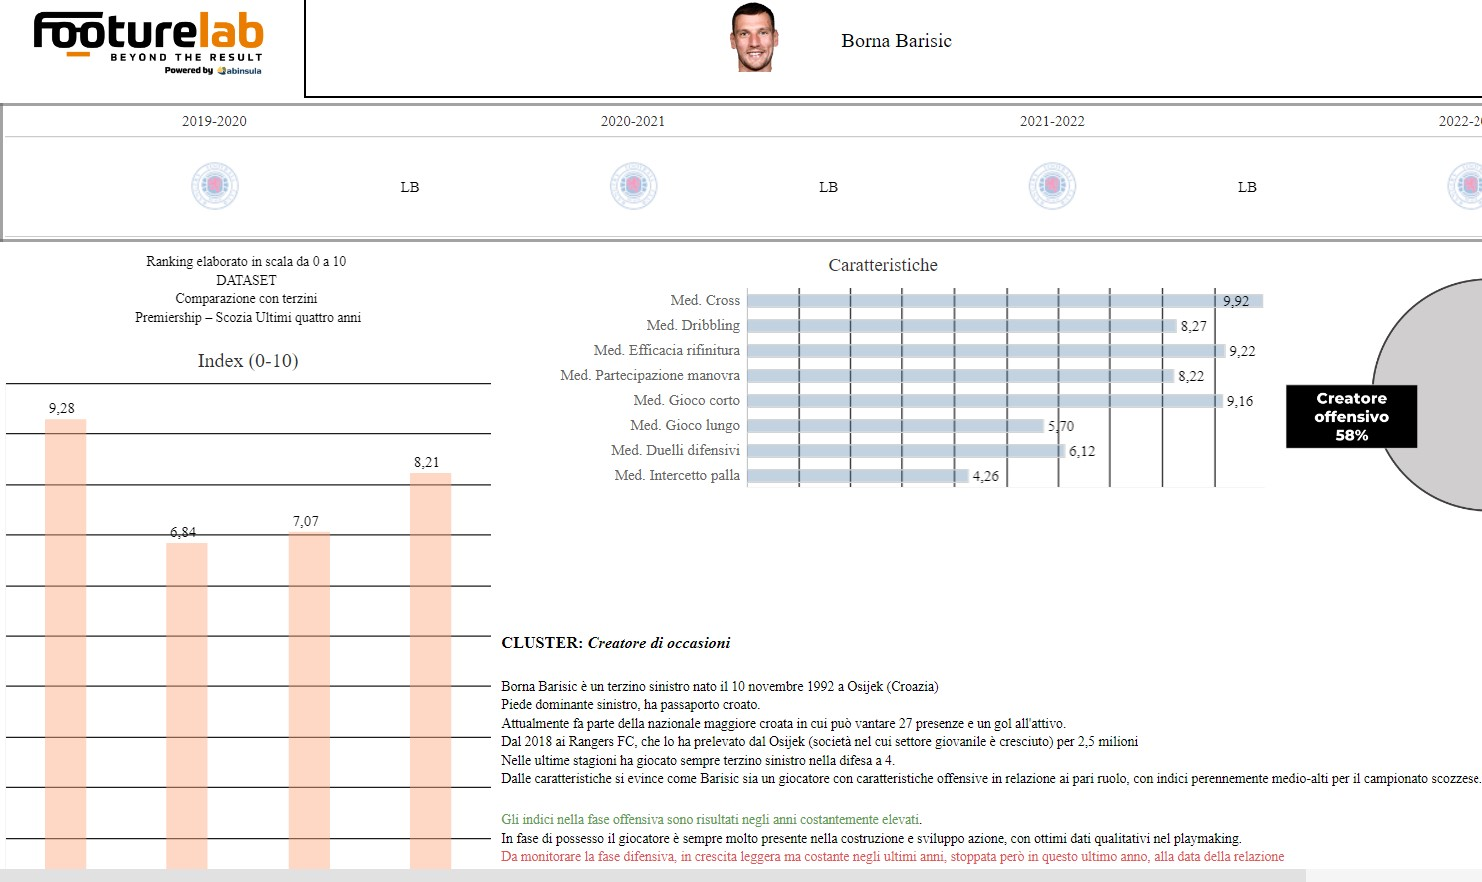 footurelab
BEYOND THE RESULT
Powered by abinsula
Borna Barisic
2019-2020
2020-2021
2021-2022
LB
LB
LB
Ranking elaborato in scala da 0 a 10
DATASET
Comparazione con terzini
Premiership – Scozia Ultimi quattro anni
Index (0-10)
9,28
6,84
7,07
8,21
Caratteristiche
Med. Cross 9,92
Med. Dribbling 8,27
Med. Efficacia rifinitura 9,22
Med. Partecipazione manovra 8,22
Med. Gioco corto 9,16
Med. Gioco lungo 5,70
Med. Duelli difensivi 6,12
Med. Intercetto palla 4,26
Creatore
offensivo
58%
CLUSTER: Creatore di occasioni
Borna Barisic è un terzino sinistro nato il 10 novembre 1992 a Osijek (Croazia)
Piede dominante sinistro, ha passaporto croato.
Attualmente fa parte della nazionale maggiore croata in cui può vantare 27 presenze e un gol all'attivo.
Dal 2018 ai Rangers FC, che lo ha prelevato dal Osijek (società nel cui settore giovanile è cresciuto) per 2,5 milioni
Nelle ultime stagioni ha giocato sempre terzino sinistro nella difesa a 4.
Dalle caratteristiche si evince come Barisic sia un giocatore con caratteristiche offensive in relazione ai pari ruolo, con indici perennemente medio-alti per il campionato scozzese.
Gli indici nella fase offensiva sono risultati negli anni costantemente elevati.
In fase di possesso il giocatore è sempre molto presente nella costruzione e sviluppo azione, con ottimi dati qualitativi nel playmaking.
Da monitorare la fase difensiva, in crescita leggera ma costante negli ultimi anni, stoppata però in questo ultimo anno, alla data della relazione